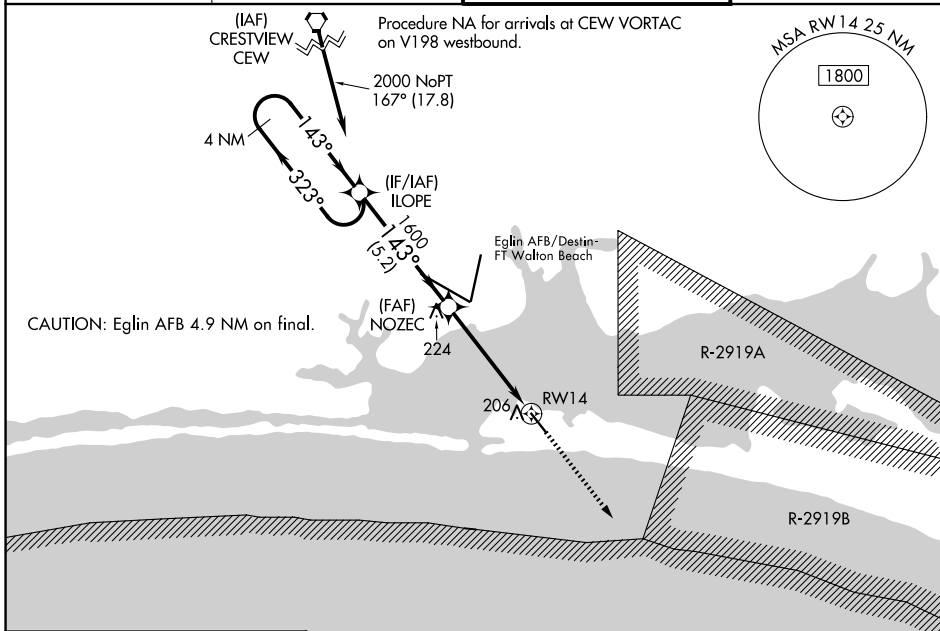 (IAF)
CRESTVIEW
CEW
Procedure NA for arrivals at CEW VORTAC
on V198 westbound.
MSA RW14 25 NM
1800
2000 NoPT
167° (17.8)
4 NM
143°
323°
(IF/IAF)
ILOPE
1600
143°
(5.2)
Eglin AFB/Destin-
FT Walton Beach
(FAF)
NOZEC
CAUTION: Eglin AFB 4.9 NM on final.
224
R-2919A
206
RW14
R-2919B